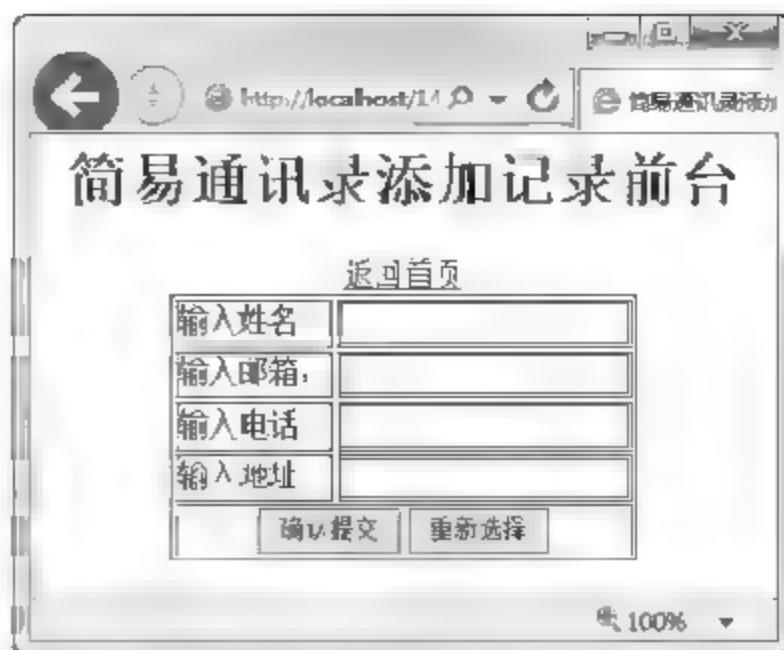 http://localhost/14
简易通讯录添加
简易通讯录添加记录前台
返回首页
输入姓名
输入邮箱:
输入电话
输入地址
确认提交 重新选择
100%